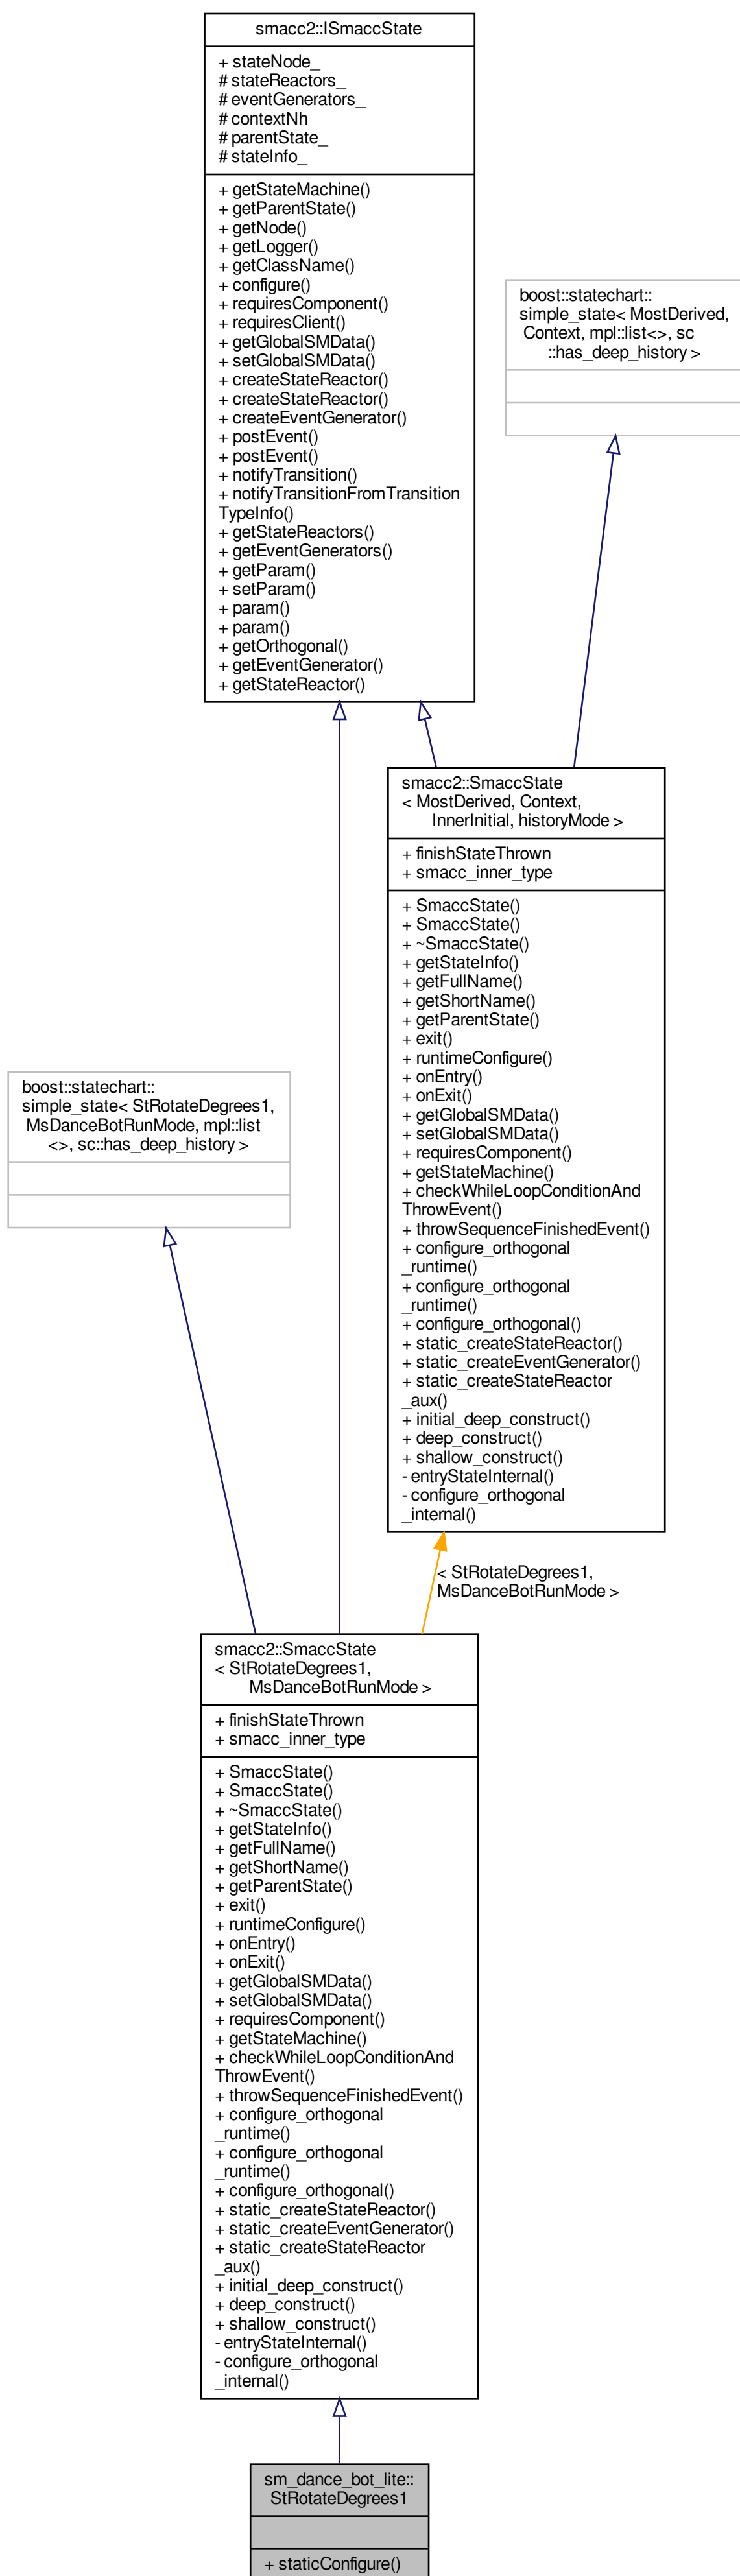 smacc2::ISmaccState
+ stateNode_
# stateReactors_
# eventGenerators_
# contextNh
# parentState_
# stateInfo_
+ getStateMachine()
+ getParentState()
+ getNode()
+ getLogger()
+ getClassName()
+ configure()
+ requiresComponent()
+ requiresClient()
+ getGlobalSMData()
+ setGlobalSMData()
+ createStateReactor()
+ createStateReactor()
+ createEventGenerator()
+ postEvent()
+ postEvent()
+ notifyTransition()
+ notifyTransitionFromTransition
TypeInfo()
+ getStateReactors()
+ getEventGenerators()
+ getParam()
+ setParam()
+ param()
+ param()
+ getOrthogonal()
+ getEventGenerator()
+ getStateReactor()
boost::statechart::
simple_state< MostDerived,
Context, mpl::list<>, sc
::has_deep_history >
smacc2::SmaccState
< MostDerived, Context,
InnerInitial, historyMode >
+ finishStateThrown
+ smacc_inner_type
+ SmaccState()
+ SmaccState()
+ ~SmaccState()
+ getStateInfo()
+ getFullName()
+ getShortName()
+ getParentState()
+ exit()
+ runtimeConfigure()
+ onEntry()
+ onExit()
+ getGlobalSMData()
+ setGlobalSMData()
+ requiresComponent()
+ getStateMachine()
+ checkWhileLoopConditionAnd
ThrowEvent()
+ throwSequenceFinishedEvent()
+ configure_orthogonal
_runtime()
+ configure_orthogonal
_runtime()
+ configure_orthogonal()
+ static_createStateReactor()
+ static_createEventGenerator()
+ static_createStateReactor
_aux()
+ initial_deep_construct()
+ deep_construct()
+ shallow_construct()
- entryStateInternal()
- configure_orthogonal
_internal()
boost::statechart::
simple_state< StRotateDegrees1,
MsDanceBotRunMode, mpl::list
<>, sc::has_deep_history >
< StRotateDegrees1,
MsDanceBotRunMode >
smacc2::SmaccState
< StRotateDegrees1,
MsDanceBotRunMode >
+ finishStateThrown
+ smacc_inner_type
+ SmaccState()
+ SmaccState()
+ ~SmaccState()
+ getStateInfo()
+ getFullName()
+ getShortName()
+ getParentState()
+ exit()
+ runtimeConfigure()
+ onEntry()
+ onExit()
+ getGlobalSMData()
+ setGlobalSMData()
+ requiresComponent()
+ getStateMachine()
+ checkWhileLoopConditionAnd
ThrowEvent()
+ throwSequenceFinishedEvent()
+ configure_orthogonal
_runtime()
+ configure_orthogonal
_runtime()
+ configure_orthogonal()
+ static_createStateReactor()
+ static_createEventGenerator()
+ static_createStateReactor
_aux()
+ initial_deep_construct()
+ deep_construct()
+ shallow_construct()
- entryStateInternal()
- configure_orthogonal
_internal()
sm_dance_bot_lite::
StRotateDegrees1
+ staticConfigure()